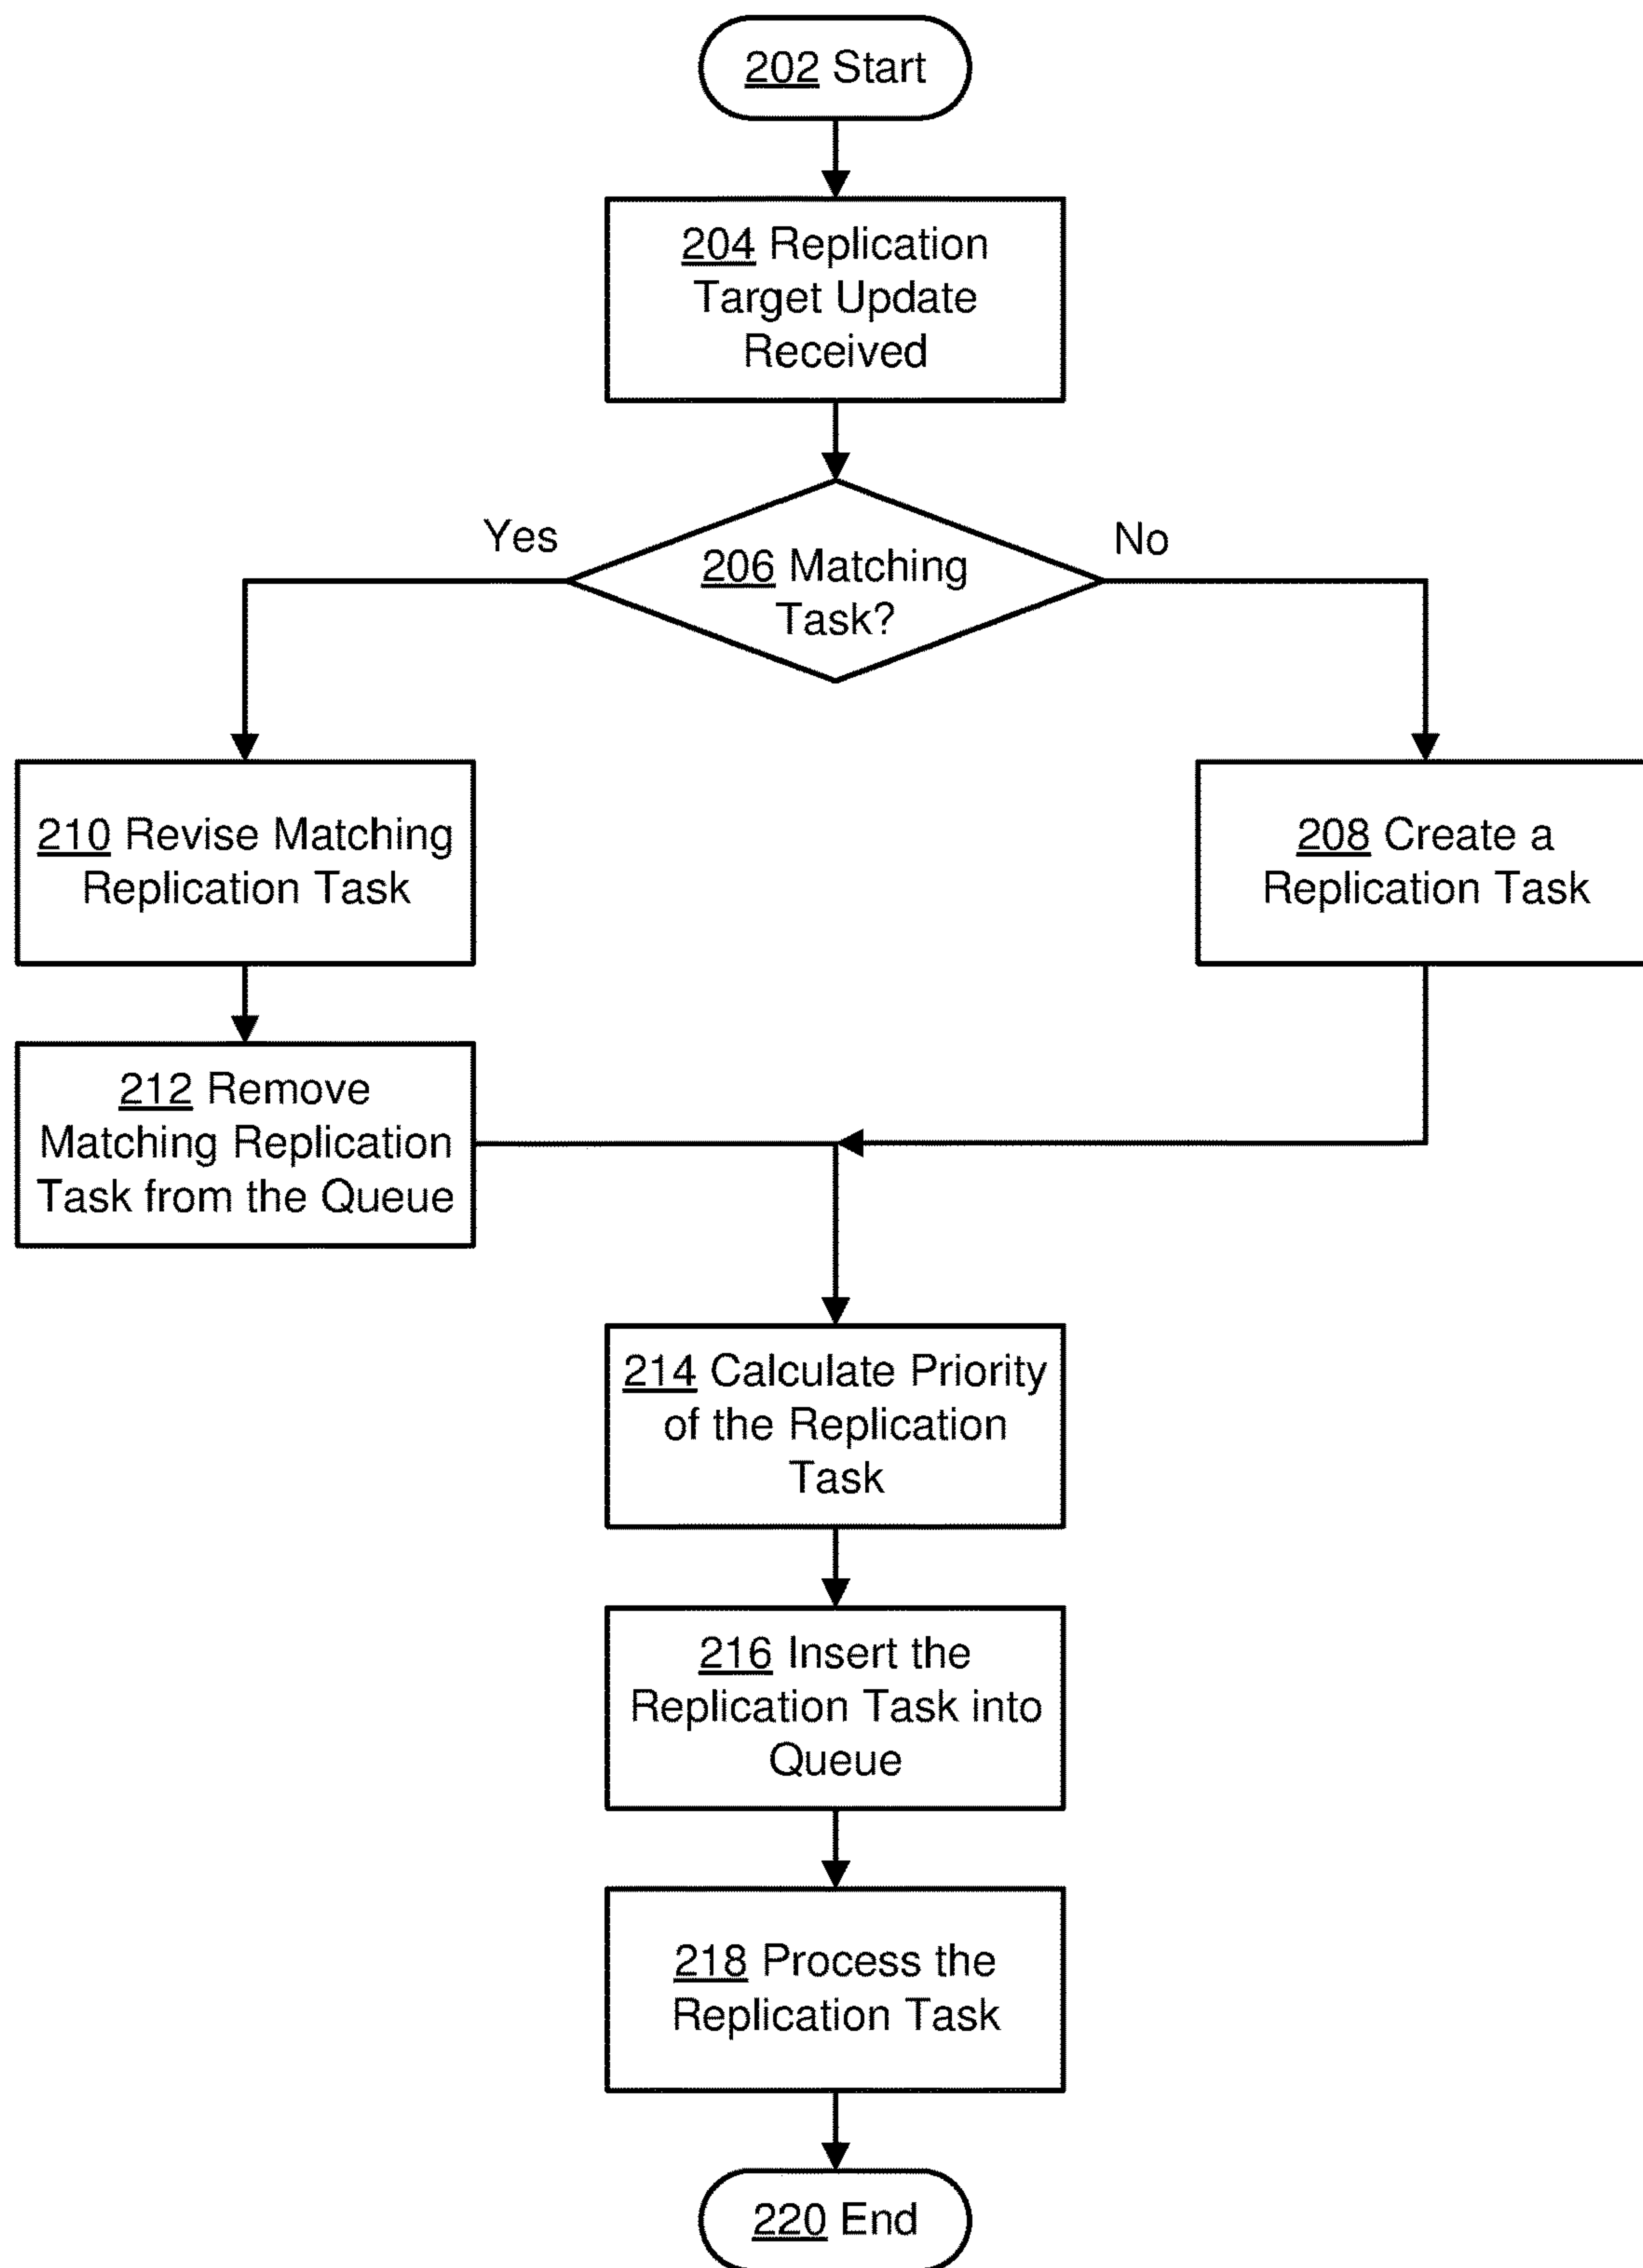 202 Start
204 Replication
Target Update
Received
Yes
No
206 Matching
Task?
210 Revise Matching
Replication Task
208 Create a
Replication Task
212 Remove
Matching Replication
Task from the Queue
214 Calculate Priority
of the Replication
Task
216 Insert the
Replication Task into
Queue
218 Process the
Replication Task
220 End